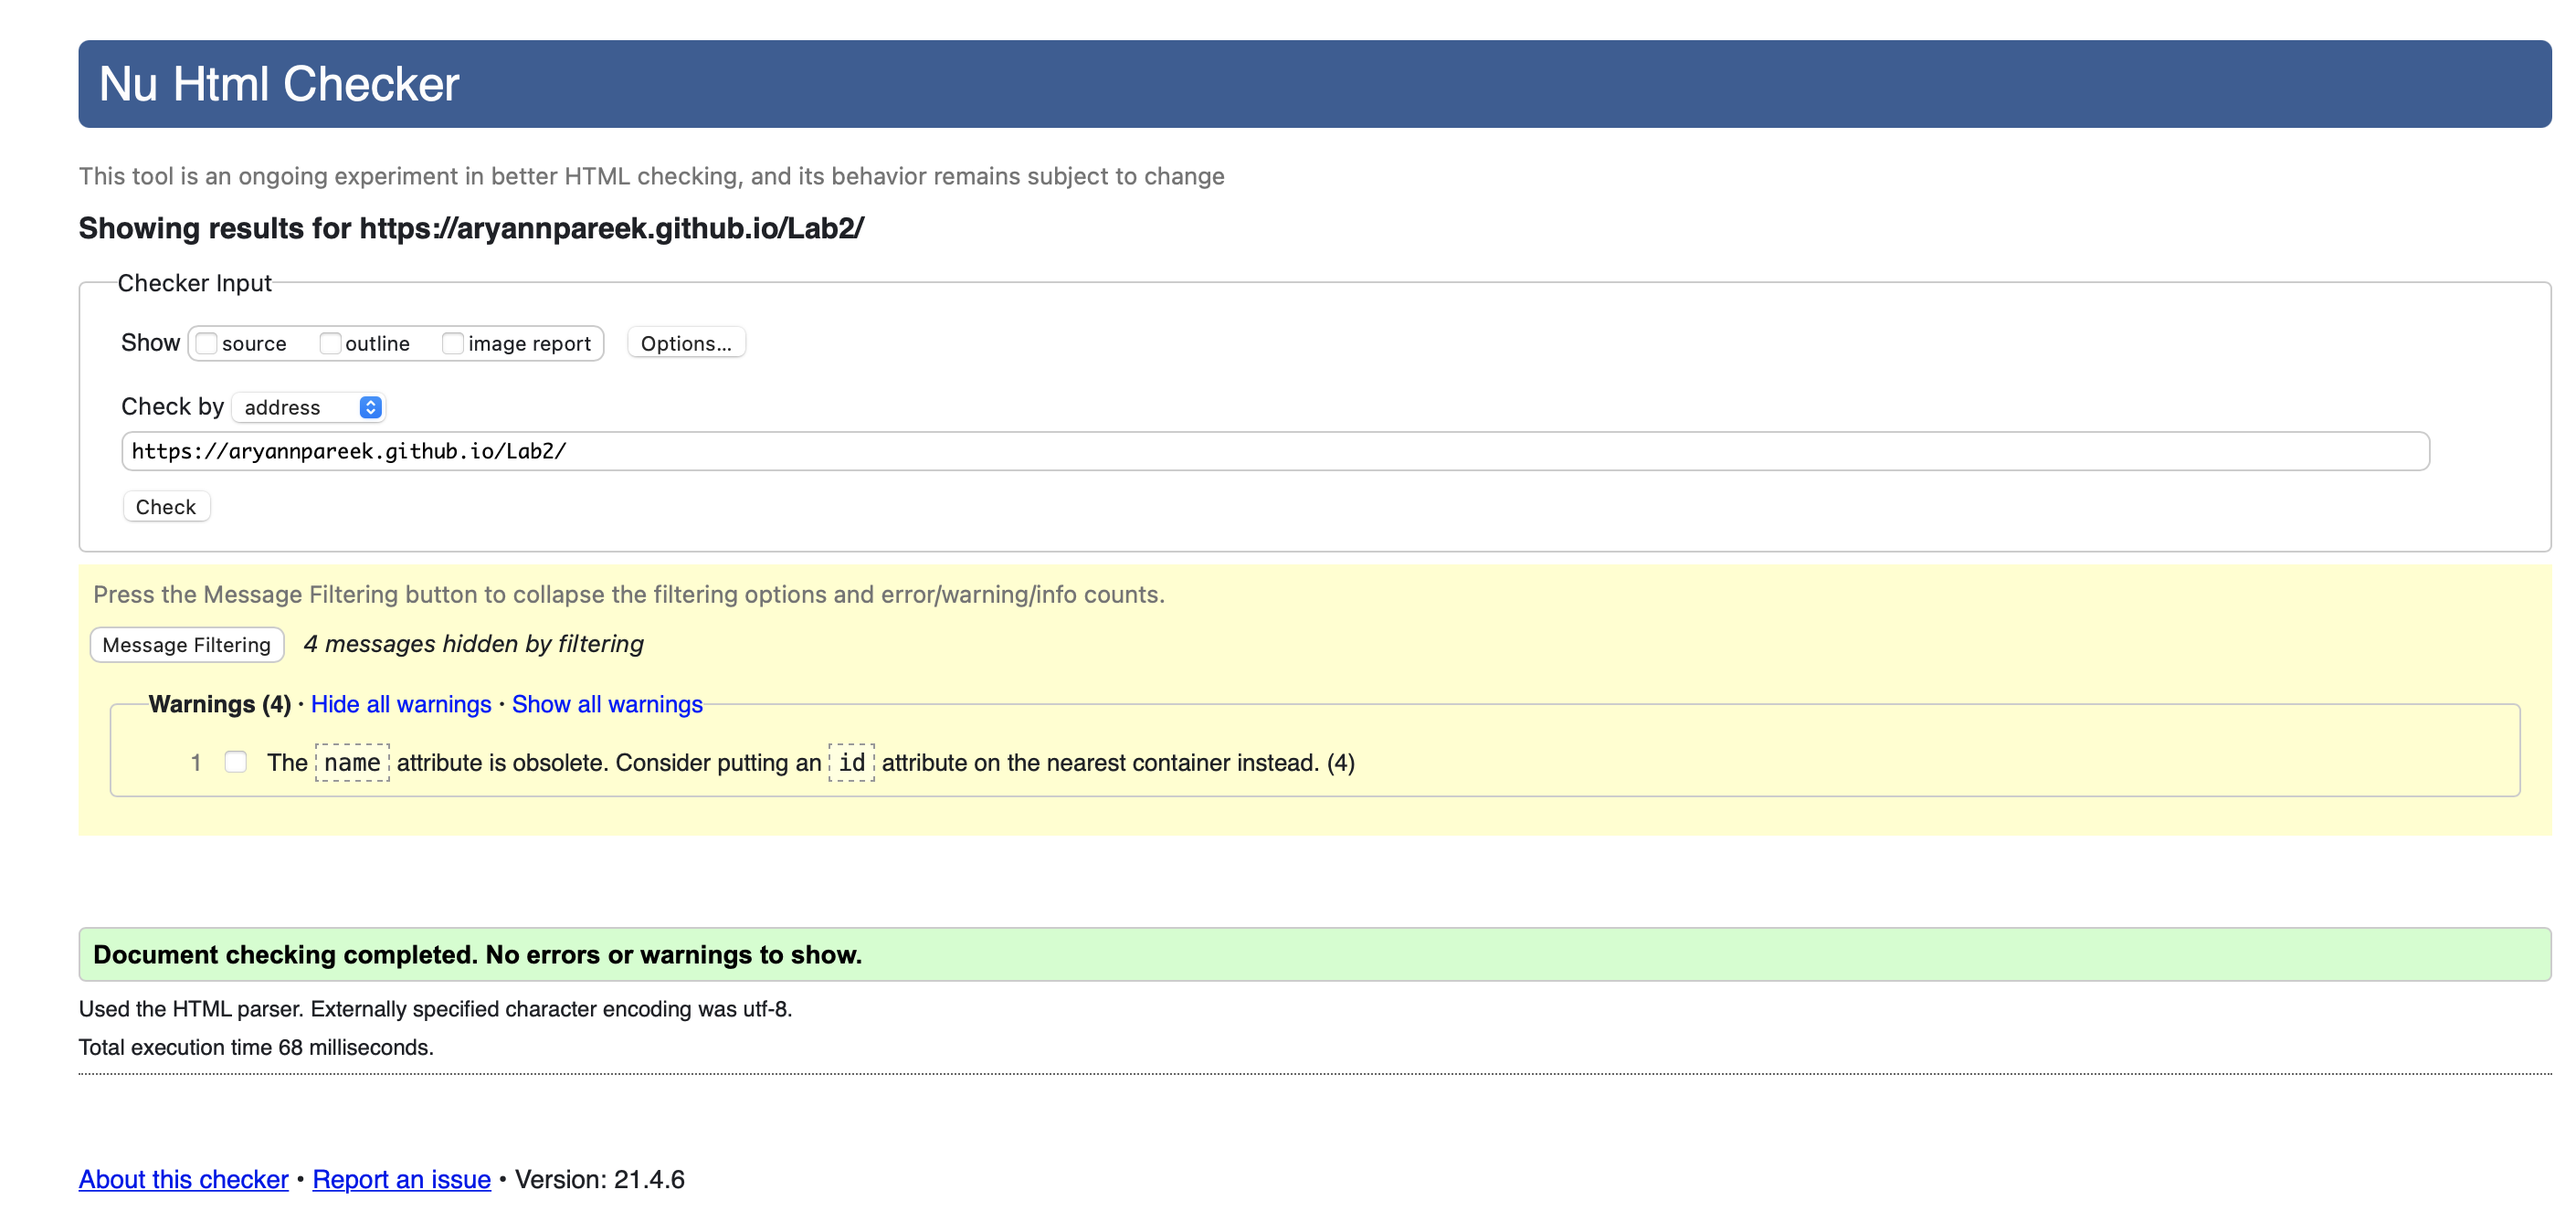 Nu Html Checker
This tool is an ongoing experiment in better HTML checking, and its behavior remains subject to change
Showing results for https://aryannpareek.github.io/Lab2/
Checker Input
Show source outline image report Options...
Check by address
https://aryannpareek.github.io/Lab2/
Check
Press the Message Filtering button to collapse the filtering options and error/warning/info counts.
Message Filtering 4 messages hidden by filtering
Warnings (4) · Hide all warnings · Show all warnings
1 The name attribute is obsolete. Consider putting an id attribute on the nearest container instead. (4)
Document checking completed. No errors or warnings to show.
Used the HTML parser. Externally specified character encoding was utf-8.
Total execution time 68 milliseconds.
About this checker • Report an issue • Version: 21.4.6